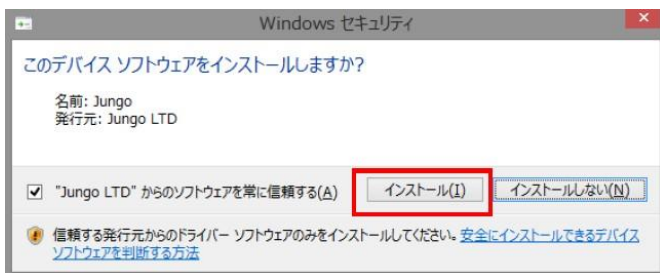 Windows セキュリティ
このデバイス ソフトウェアをインストールしますか?
名前: Jungo
発行元: Jungo LTD
"Jungo LTD" からのソフトウェアを常に信頼する(A)
インストール(I)
インストールしない(N)
信頼する発行元からのドライバー ソフトウェアのみをインストールしてください。安全にインストールできるデバイス
ソフトウェアを判断する方法